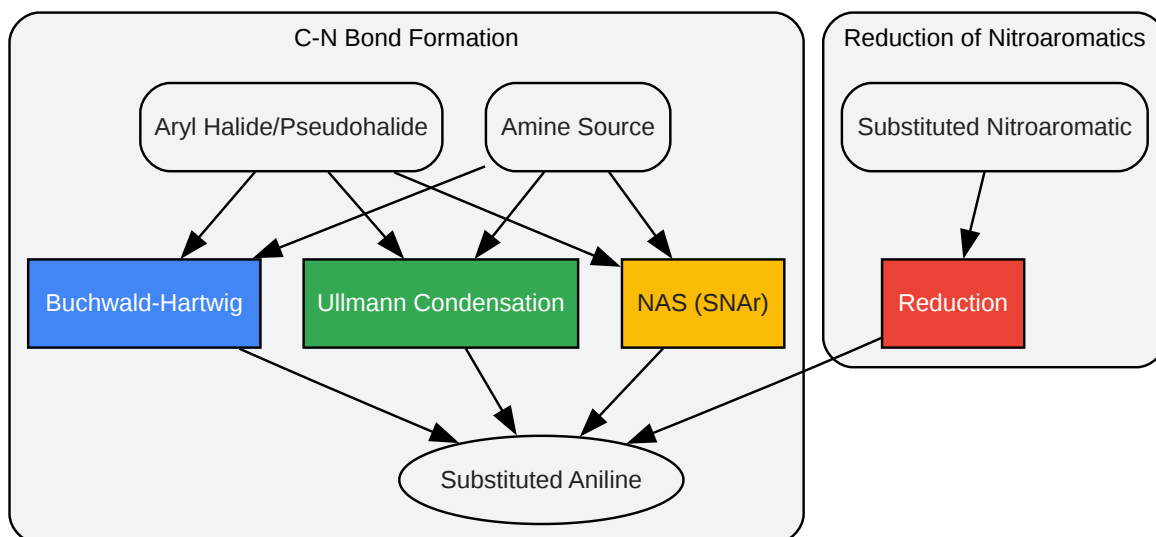 C-N Bond Formation
Reduction of Nitroaromatics
Aryl Halide/Pseudohalide
Amine Source
Substituted Nitroaromatic
Buchwald-Hartwig
Ullmann Condensation
NAS (SNAr)
Reduction
Substituted Aniline